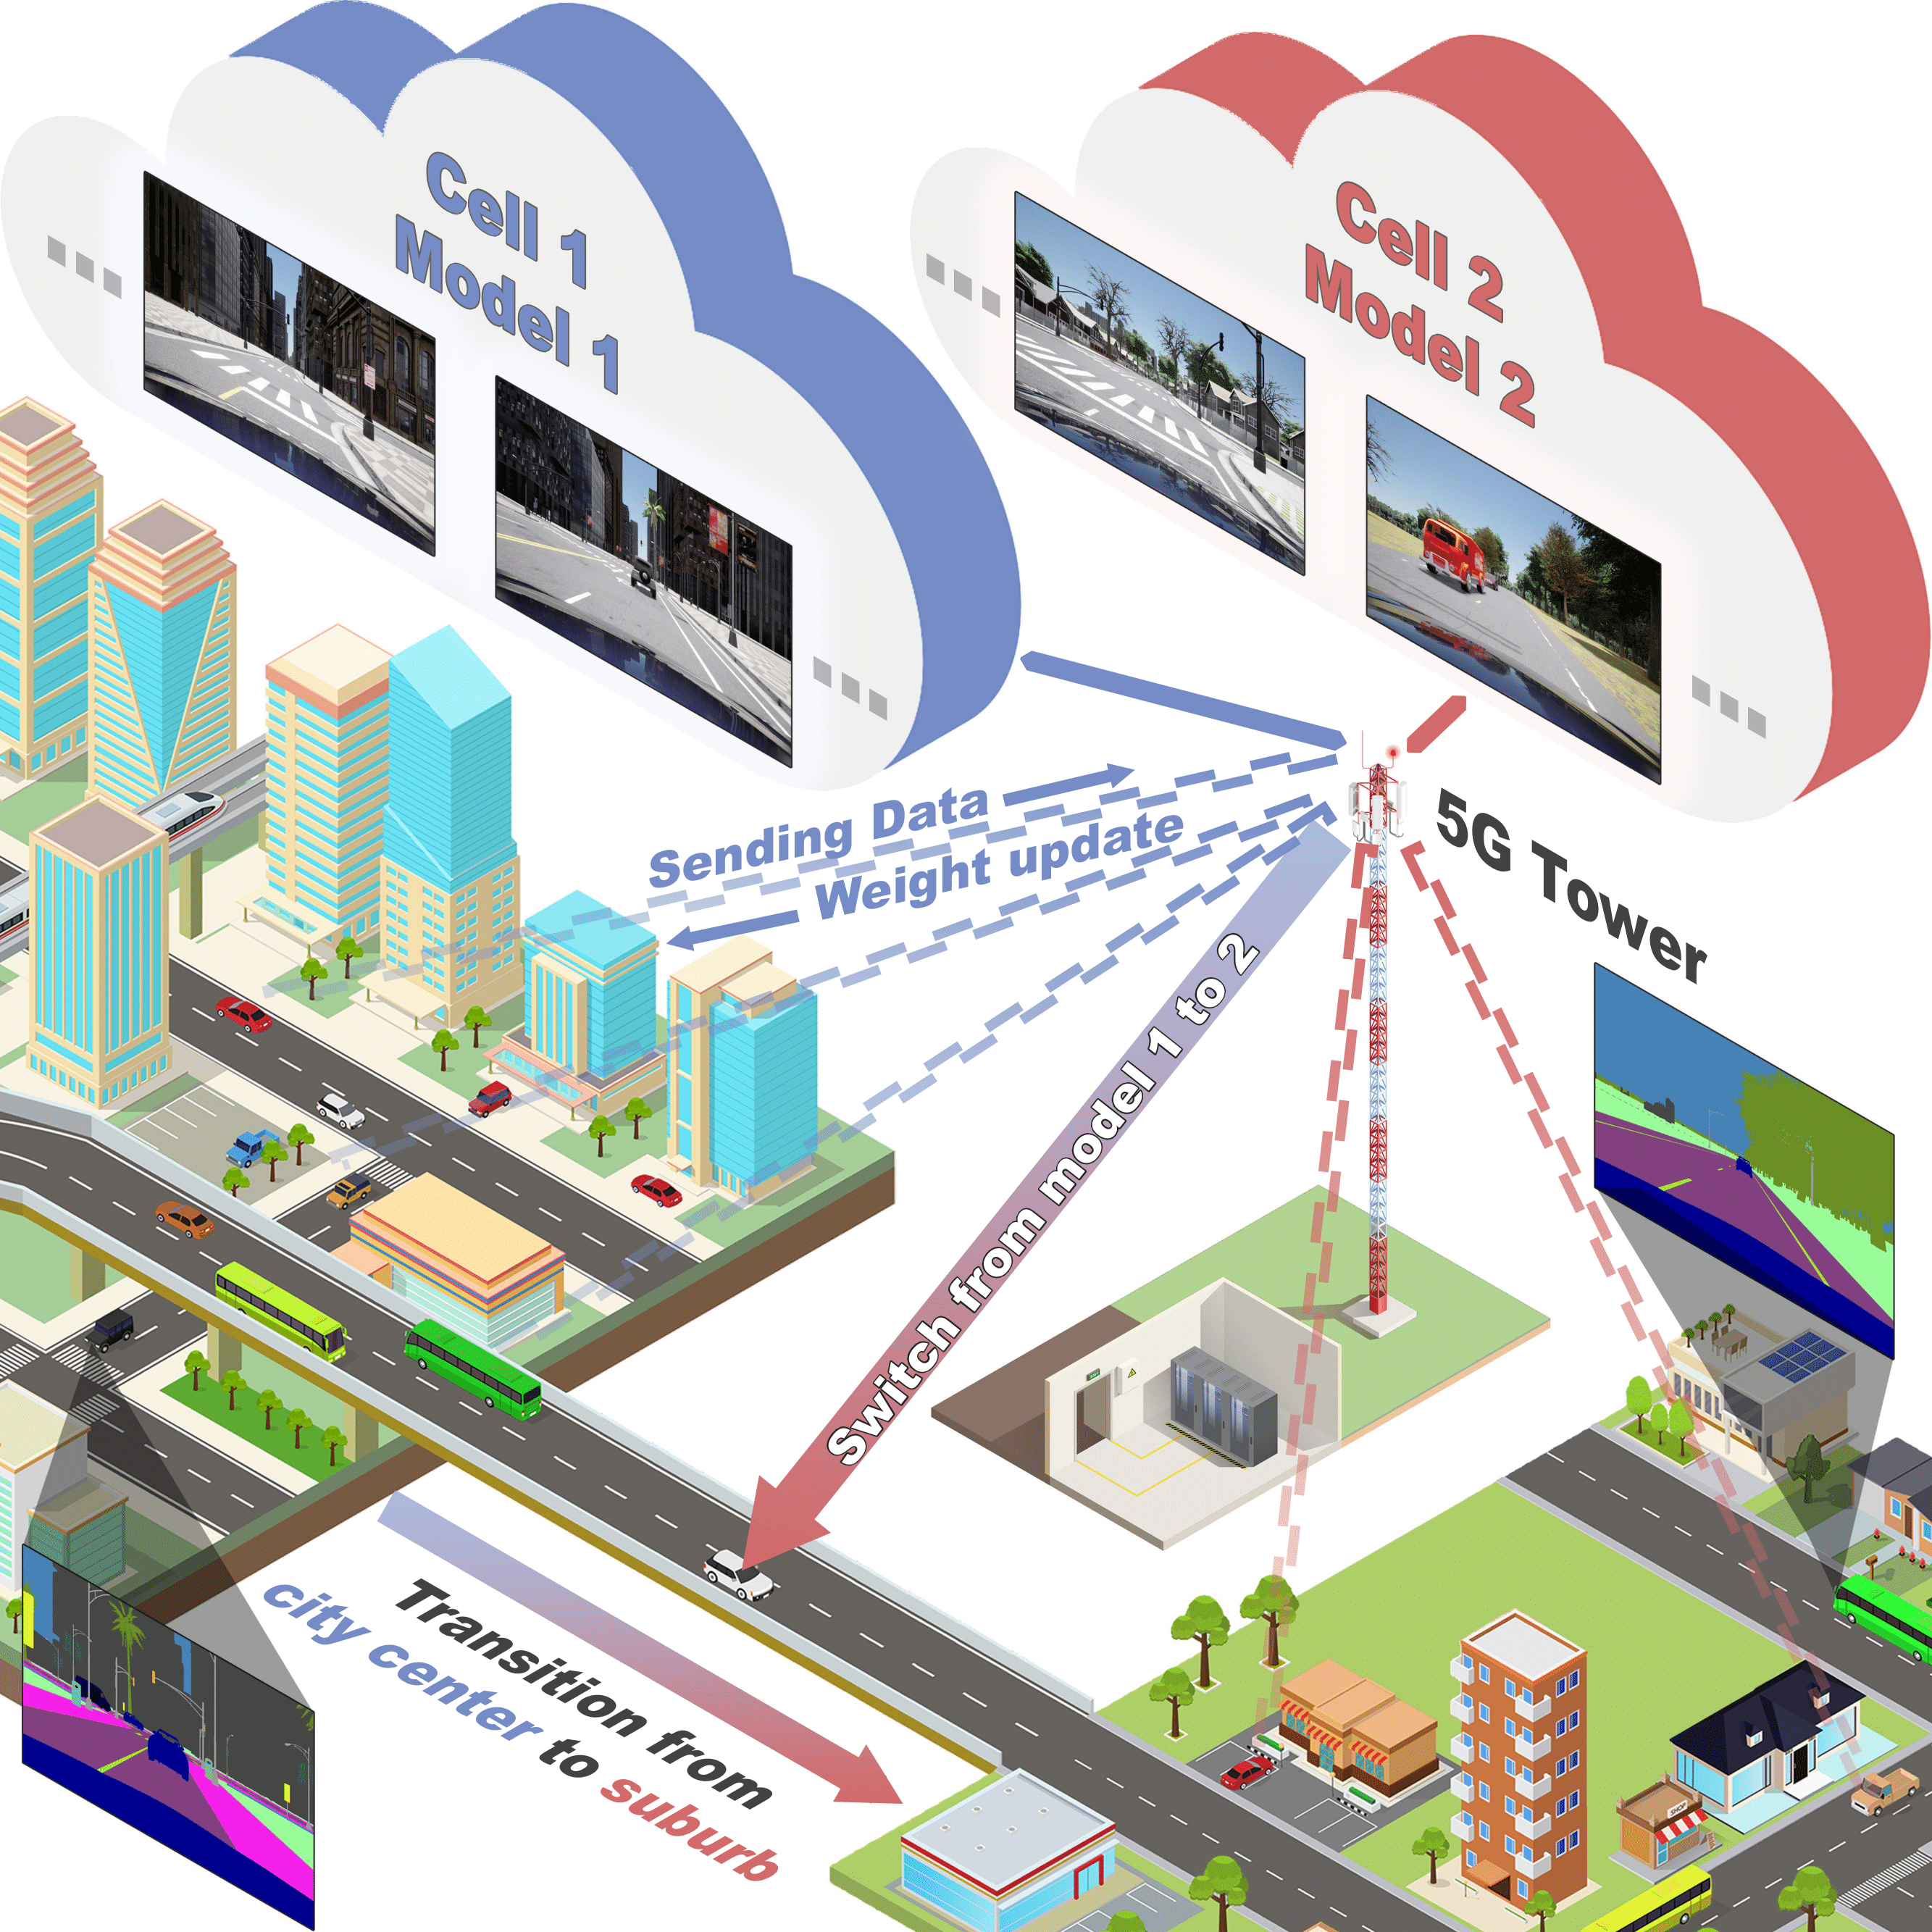 Cell 1
Model 1
Cell 2
Model 2
Sending Data
Weight update
5G Tower
Switch from model 1 to 2
Transition from
city center to suburb
SHOP